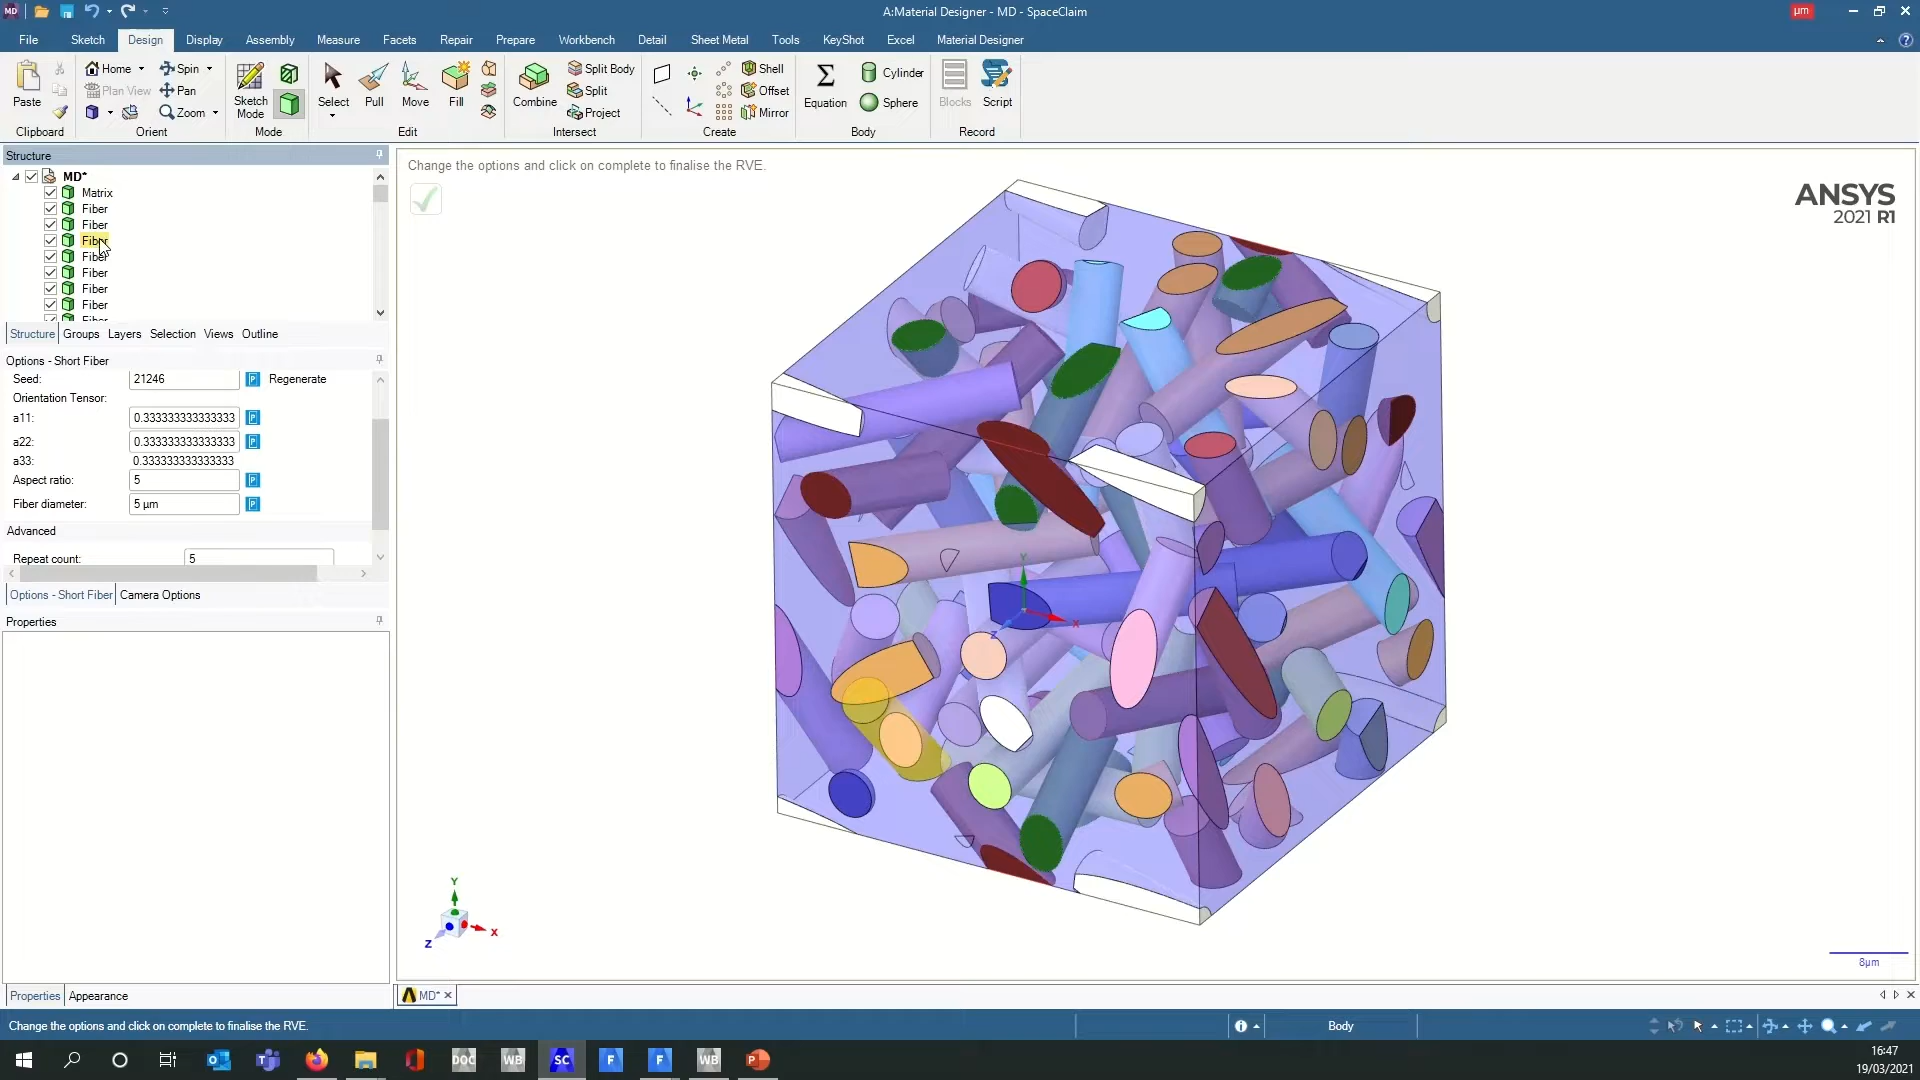 MD
A:Material Designer - MD - SpaceClaim
µm
File Sketch Design Display Assembly Measure Facets Repair Prepare Workbench Detail Sheet Metal Tools KeyShot Excel Material Designer
Home Spin Split Body Shell Cylinder
Plan View Pan Split Offset
Paste Sketch Mode Select Pull Move Fill Combine Equation Blocks Script
Zoom Project Mirror Sphere
Clipboard Orient Mode Edit Intersect Create Body Record
Structure
MD*
Matrix
Fiber
Fiber
Fiber
Fiber
Fiber
Fiber
Fiber
Fiber
Structure Groups Layers Selection Views Outline
Options - Short Fiber
Seed: 21246 P Regenerate
Orientation Tensor:
a11: 0.333333333333333 P
a22: 0.333333333333333 P
a33: 0.333333333333333
Aspect ratio: 5 P
Fiber diameter: 5 µm P
Advanced
Repeat count: 5
Options - Short Fiber Camera Options
Properties
Properties Appearance
Change the options and click on complete to finalise the RVE.
ANSYS
2021 R1
Y
X
Z
Y
X
Z
8µm
MD*
Change the options and click on complete to finalise the RVE.
Body
DOC WB SC F F WB P
16:47
19/03/2021